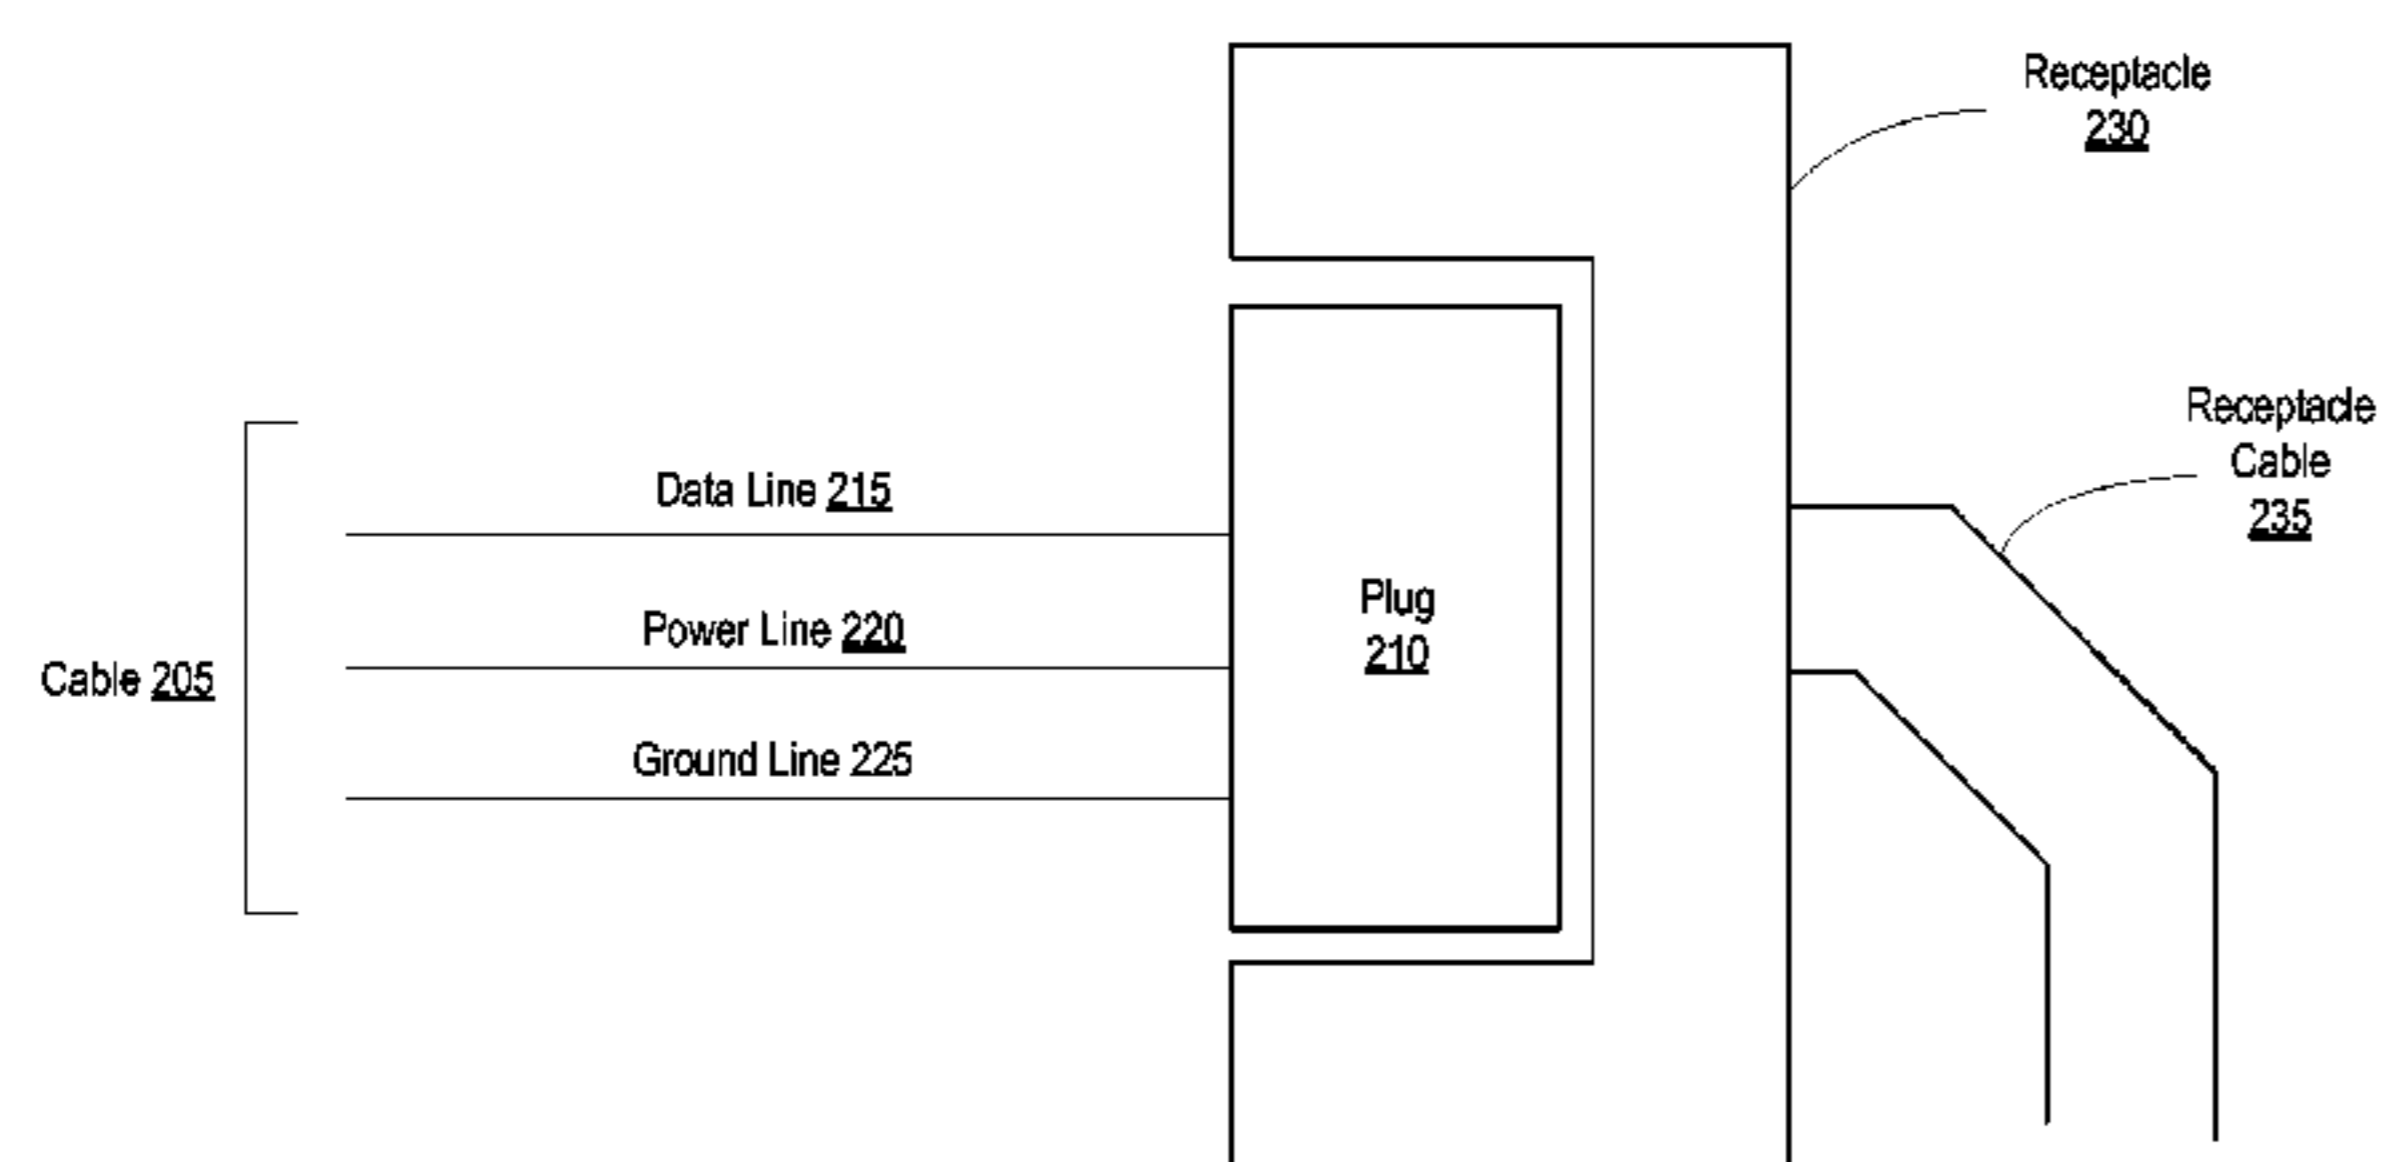 Receptacle
230
Receptacle
Cable
235
Data Line 215
Plug
210
Power Line 220
Cable 205
Ground Line 225